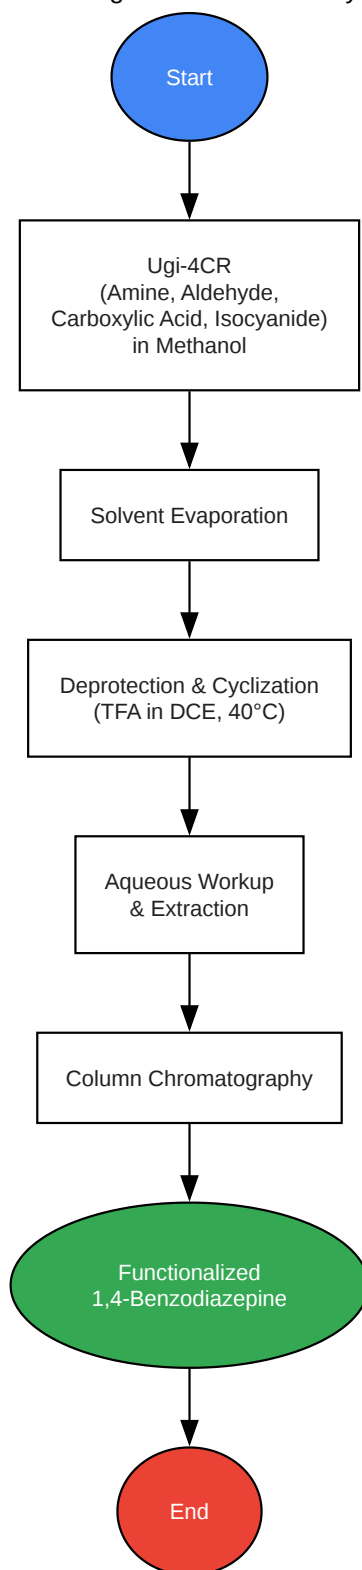 Start
Ugi-4CR
(Amine, Aldehyde,
Carboxylic Acid, Isocyanide)
in Methanol
Solvent Evaporation
Deprotection & Cyclization
(TFA in DCE, 40°C)
Aqueous Workup
& Extraction
Column Chromatography
Functionalized
1,4-Benzodiazepine
End